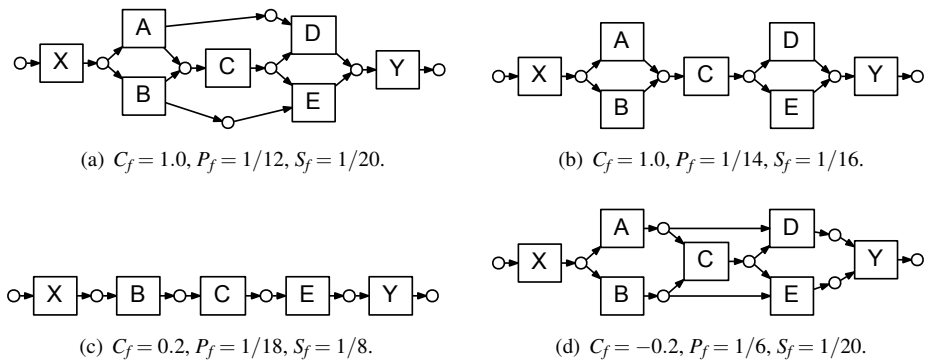 A
D
X
C
Y
B
E
(a) C_f = 1.0, P_f = 1/12, S_f = 1/20.
A
D
X
C
Y
B
E
(b) C_f = 1.0, P_f = 1/14, S_f = 1/16.
X B C E Y
(c) C_f = 0.2, P_f = 1/18, S_f = 1/8.
A
D
X
C
Y
B
E
(d) C_f = −0.2, P_f = 1/6, S_f = 1/20.